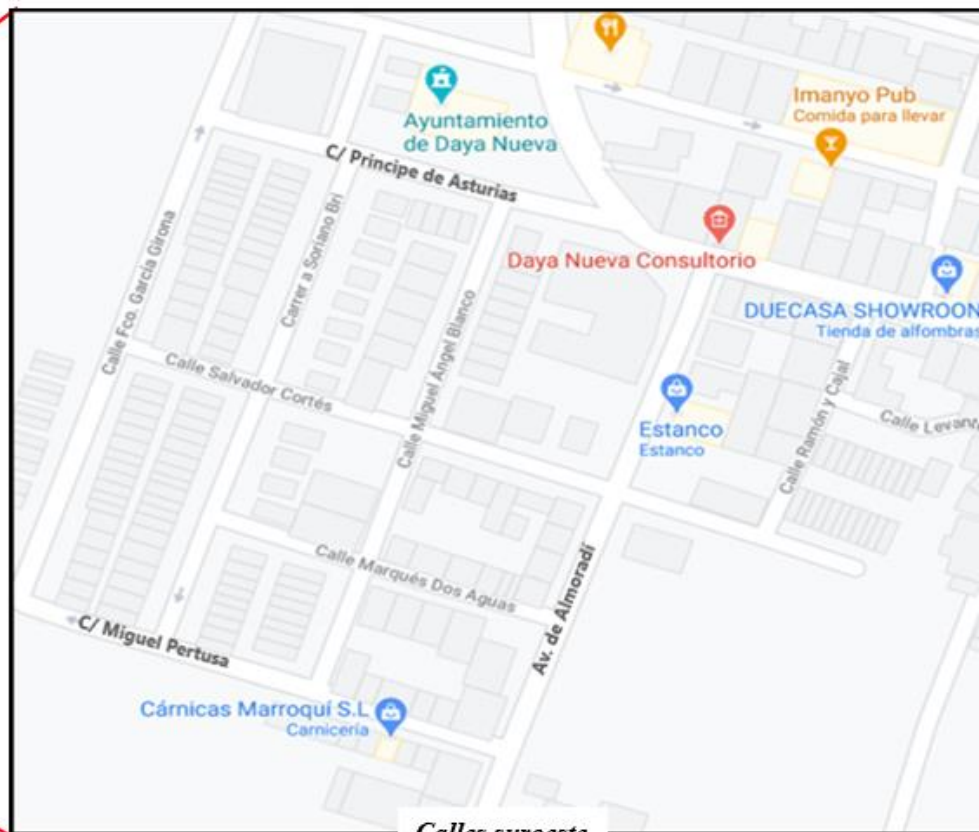 Imanyo Pub
Comida para llevar
Ayuntamiento
de Daya Nueva
C/ Príncipe de Asturias
Calle Fco. García Girona
Carrer a Soriano Bri
Daya Nueva Consultorio
DUECASA SHOWROON
Tienda de alfombras
Calle Miguel Ángel Blanco
Calle Salvador Cortés
Calle Ramón y Cajal
Calle Levante
Estanco
Estanco
Calle Marqués Dos Aguas
Av. de Almoradí
C/ Miguel Pertusa
Cárnicas Marroquí S.L
Carnicería
Calles suroeste